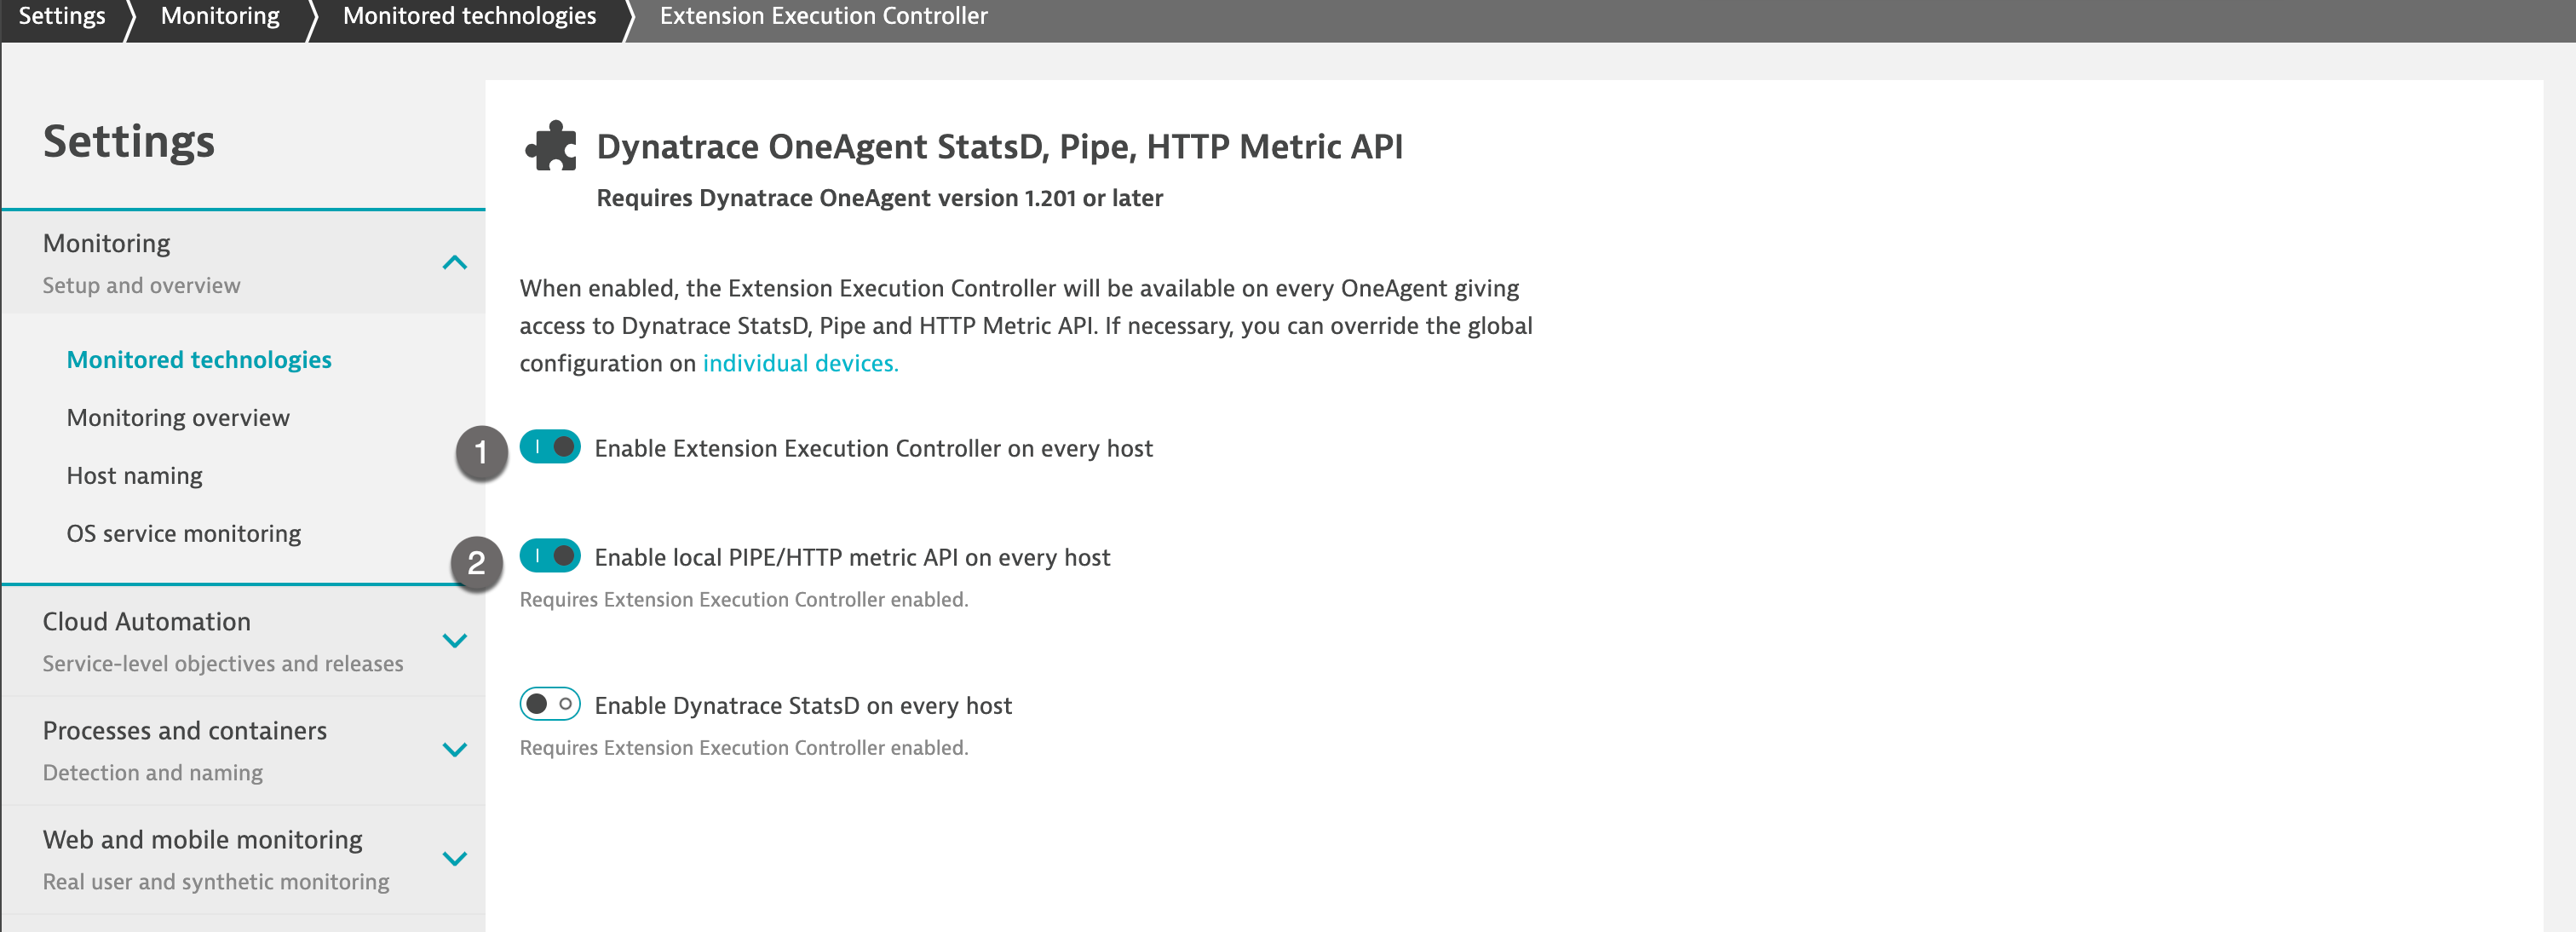 Settings
Monitoring
Monitored technologies
Extension Execution Controller
Settings
Monitoring
Setup and overview
Monitored technologies
Monitoring overview
Host naming
OS service monitoring
Cloud Automation
Service-level objectives and releases
Processes and containers
Detection and naming
Web and mobile monitoring
Real user and synthetic monitoring
Dynatrace OneAgent StatsD, Pipe, HTTP Metric API
Requires Dynatrace OneAgent version 1.201 or later
When enabled, the Extension Execution Controller will be available on every OneAgent giving
access to Dynatrace StatsD, Pipe and HTTP Metric API. If necessary, you can override the global
configuration on individual devices.
1
Enable Extension Execution Controller on every host
2
Enable local PIPE/HTTP metric API on every host
Requires Extension Execution Controller enabled.
Enable Dynatrace StatsD on every host
Requires Extension Execution Controller enabled.